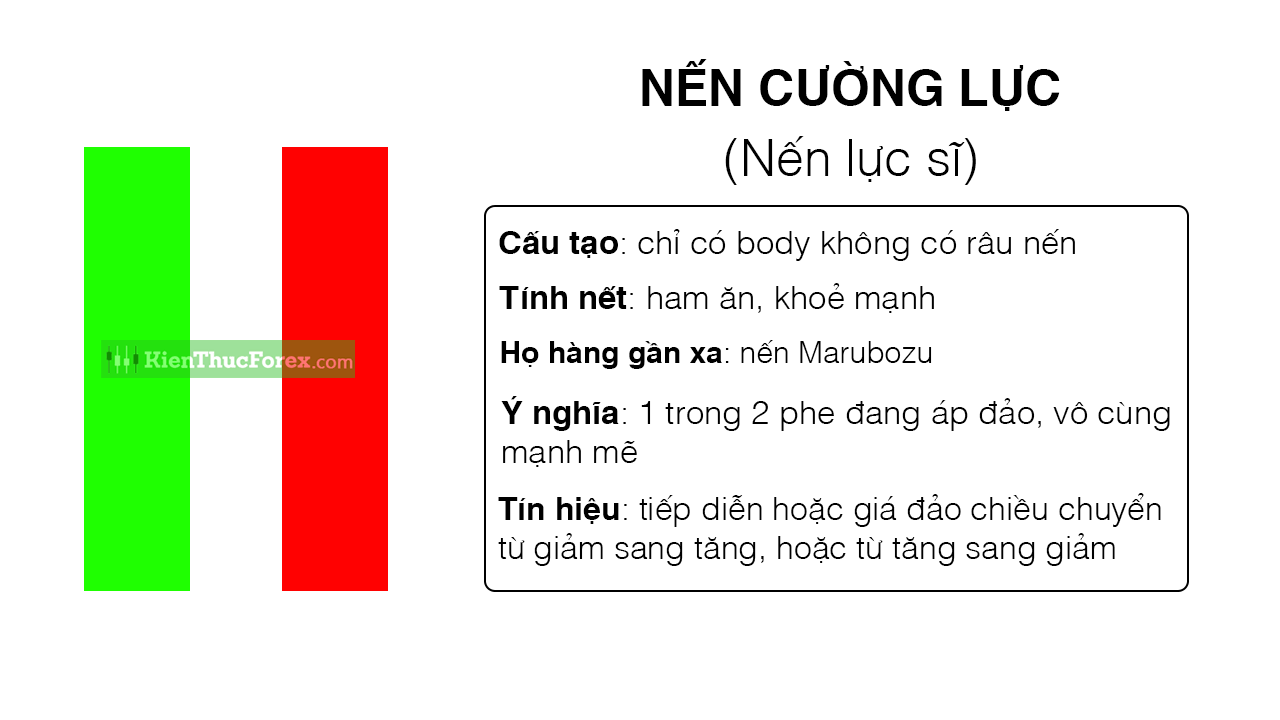 NẾN CƯỜNG LỰC
(Nến lực sĩ)
Cấu tạo: chỉ có body không có râu nến
Tính nết: ham ăn, khoẻ mạnh
Họ hàng gần xa: nến Marubozu
Ý nghĩa: 1 trong 2 phe đang áp đảo, vô cùng
mạnh mẽ
Tín hiệu: tiếp diễn hoặc giá đảo chiều chuyển
từ giảm sang tăng, hoặc từ tăng sang giảm
KienThucForex.com